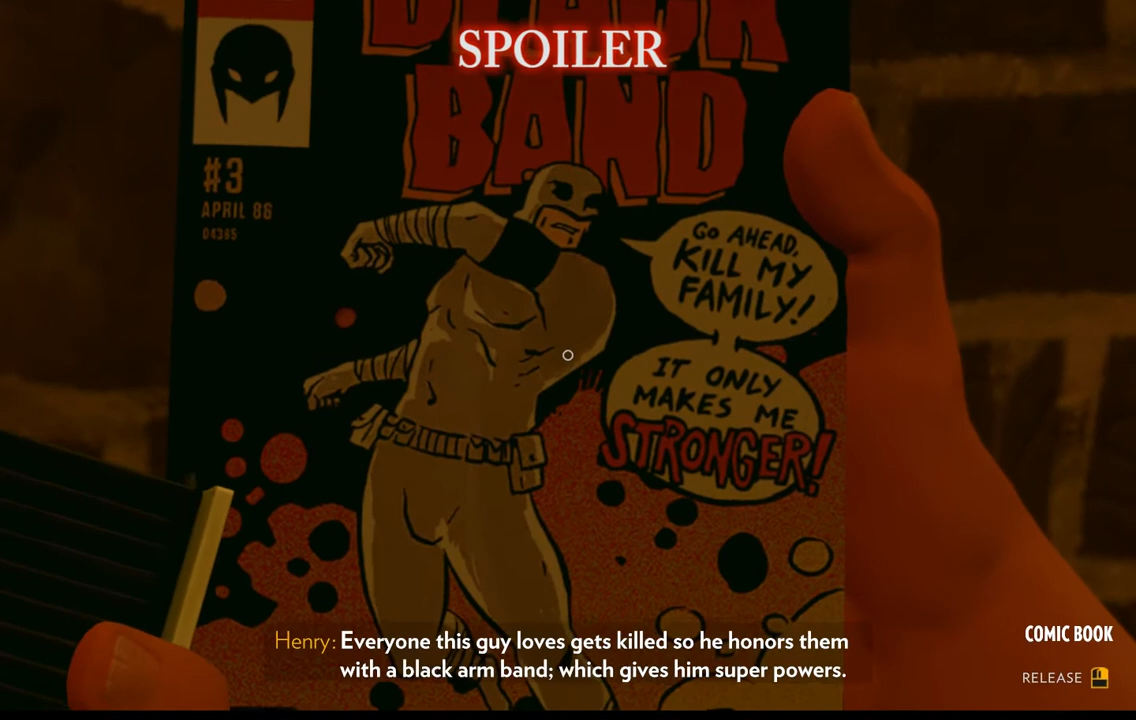 BLACK
SPOILER
BAND
#3
APRIL 86
04365
GO AHEAD,
KILL MY
FAMILY!
IT ONLY
MAKES ME
STRONGER!
Henry: Everyone this guy loves gets killed so he honors them
with a black arm band; which gives him super powers.
COMIC BOOK
RELEASE